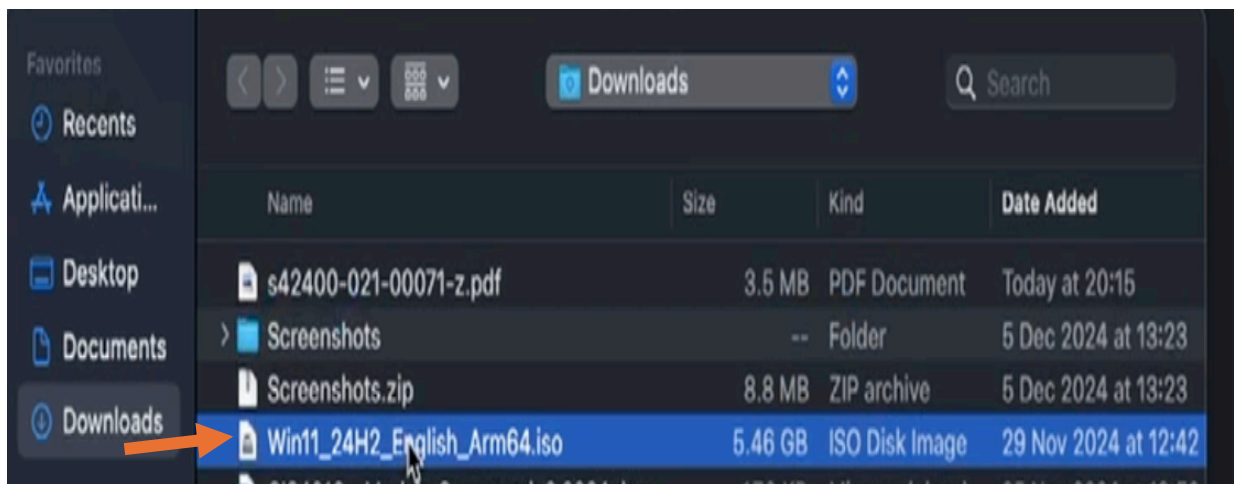 Favorites
Recents
Applicati...
Desktop
Documents
Downloads
Downloads
Search
Name Size Kind Date Added
s42400-021-00071-z.pdf 3.5 MB PDF Document Today at 20:15
Screenshots -- Folder 5 Dec 2024 at 13:23
Screenshots.zip 8.8 MB ZIP archive 5 Dec 2024 at 13:23
Win11_24H2_English_Arm64.iso 5.46 GB ISO Disk Image 29 Nov 2024 at 12:42